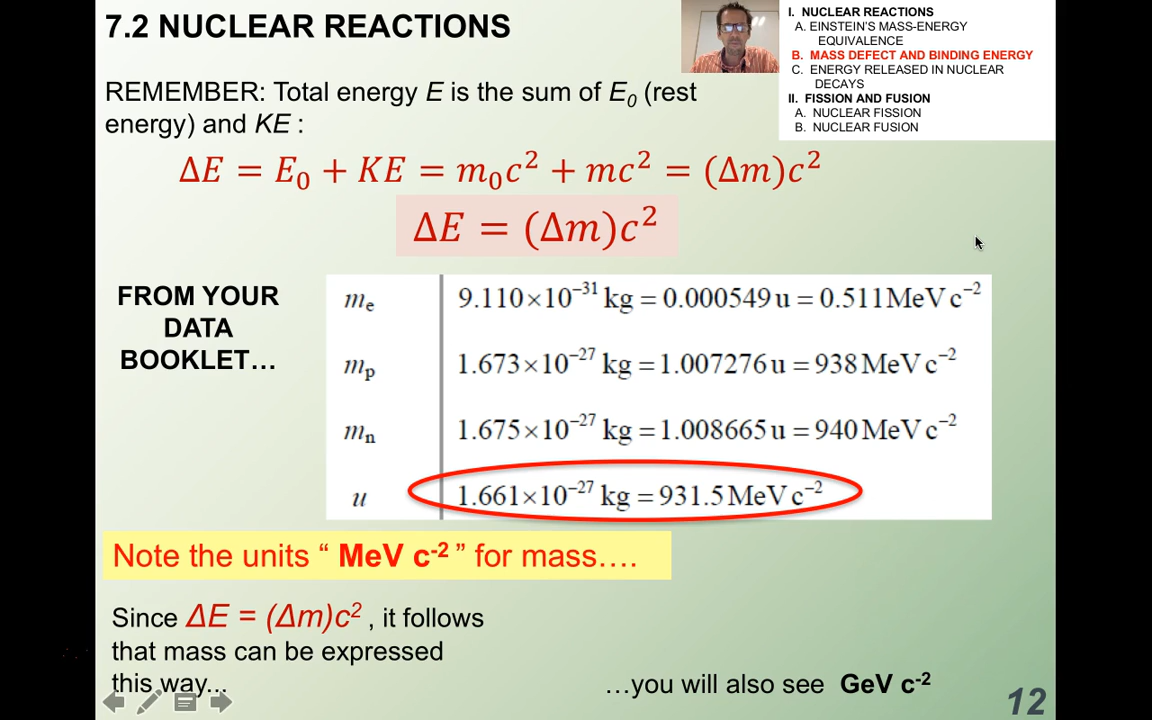 7.2 NUCLEAR REACTIONS
I. NUCLEAR REACTIONS
A. EINSTEIN'S MASS-ENERGY
EQUIVALENCE
B. MASS DEFECT AND BINDING ENERGY
C. ENERGY RELEASED IN NUCLEAR
DECAYS
II. FISSION AND FUSION
A. NUCLEAR FISSION
B. NUCLEAR FUSION
REMEMBER: Total energy E is the sum of E₀ (rest
energy) and KE :
ΔE = E₀ + KE = m₀c² + mc² = (Δm)c²
ΔE = (Δm)c²
FROM YOUR
DATA
BOOKLET…
mₑ 9.110×10⁻³¹ kg = 0.000549 u = 0.511 MeV c⁻²
mₚ 1.673×10⁻²⁷ kg = 1.007276 u = 938 MeV c⁻²
mₙ 1.675×10⁻²⁷ kg = 1.008665 u = 940 MeV c⁻²
u 1.661×10⁻²⁷ kg = 931.5 MeV c⁻²
Note the units “ MeV c⁻² ” for mass….
Since ΔE = (Δm)c² , it follows
that mass can be expressed
this way...
…you will also see GeV c⁻²
12